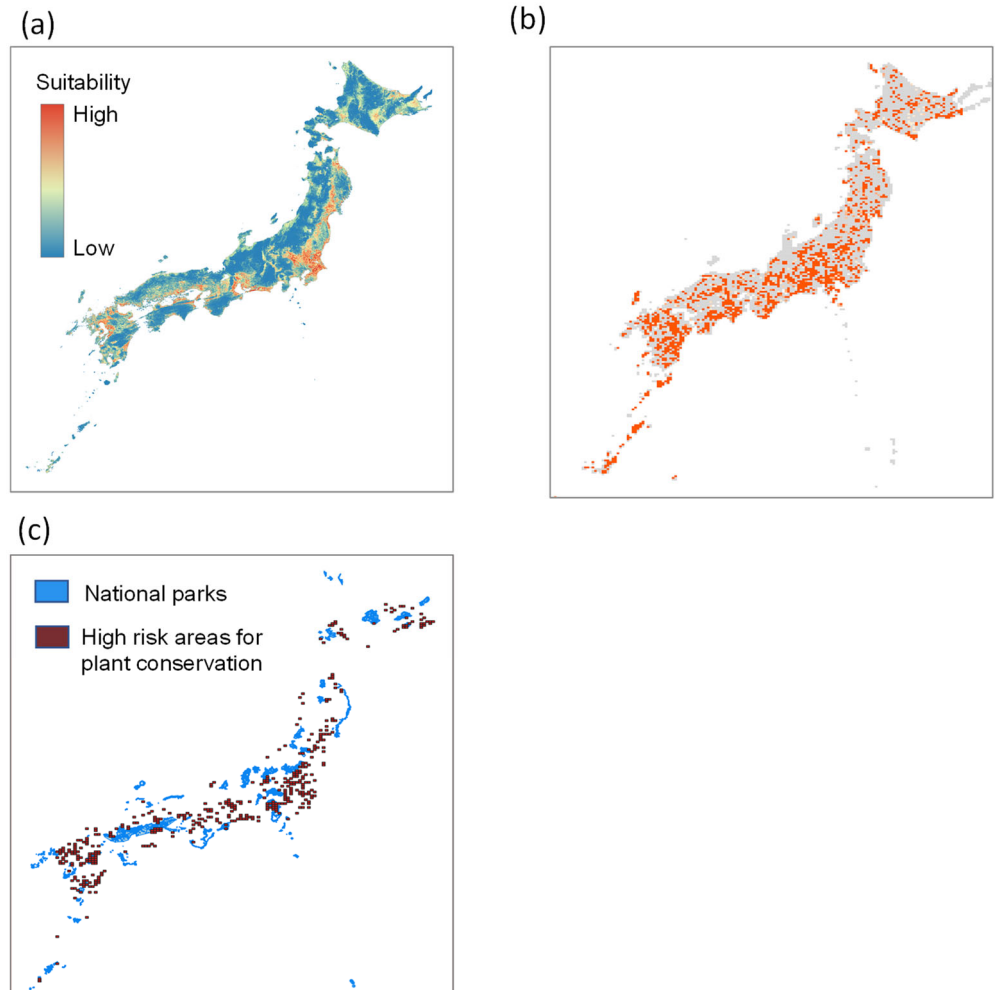 (a)
(b)
Suitability
High
Low
(c)
National parks
High risk areas for
plant conservation